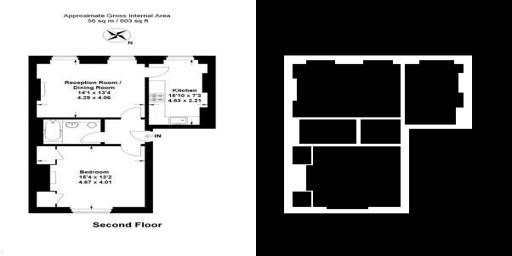 Approximate Gross Internal Area
56 sq m / 603 sq ft
N
Reception Room /
Dining Room
14'1 x 13'4
4.29 x 4.06
Kitchen
15'10 x 7'3
4.83 x 2.21
IN
Bedroom
15'4 x 13'2
4.67 x 4.01
Second Floor